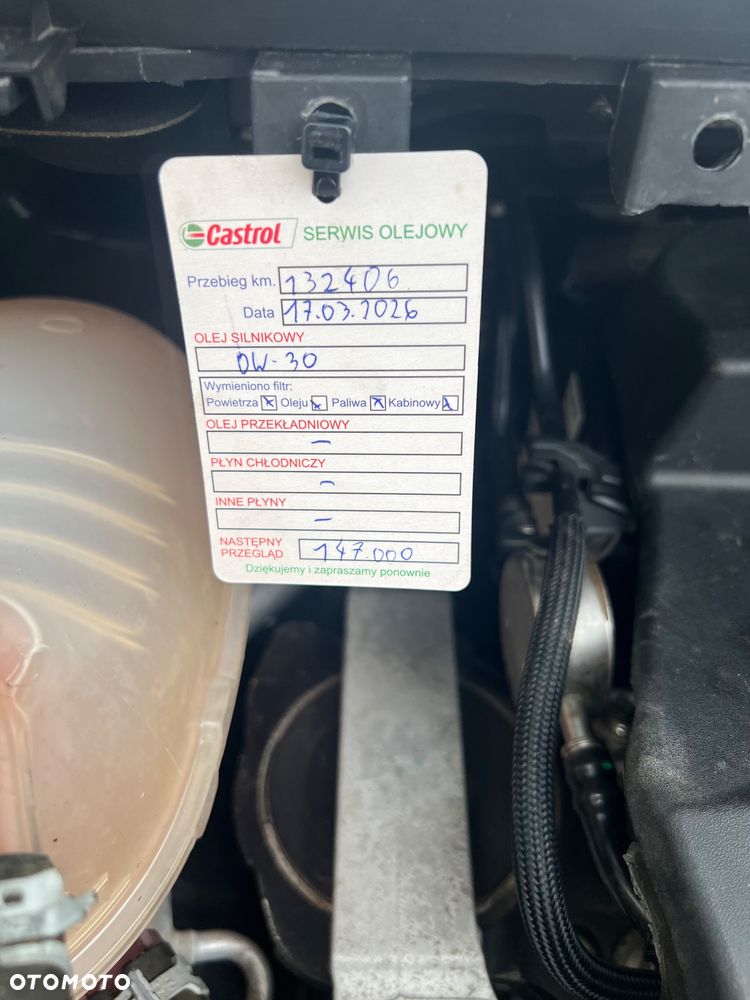 Castrol SERWIS OLEJOWY
Przebieg km. 132406
Data 17.03.2026
OLEJ SILNIKOWY
0W-30
Wymieniono filtr:
Powietrza x Oleju x Paliwa x Kabinowy x
OLEJ PRZEKŁADNIOWY
–
PŁYN CHŁODNICZY
–
INNE PŁYNY
–
NASTĘPNY
PRZEGLĄD 147.000
Dziękujemy i zapraszamy ponownie
OTOMOTO